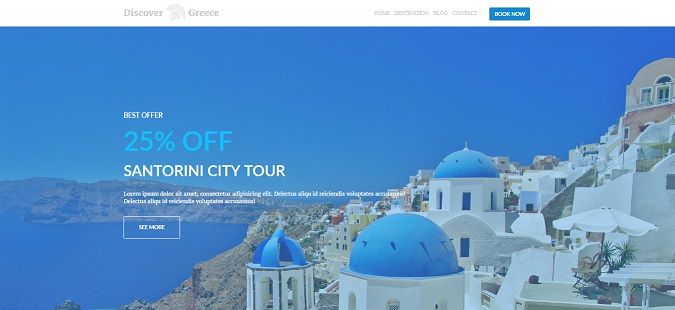 Discover Greece
HOME DESTINATION BLOG CONTACT BOOK NOW
BEST OFFER
25% OFF
SANTORINI CITY TOUR
Lorem ipsum dolor sit amet, consectetur adipisicing elit. Delectus aliqu id reiciendis voluptates accusamus!
Delectus aliqu id reiciendis voluptates accusamus!
SEE MORE